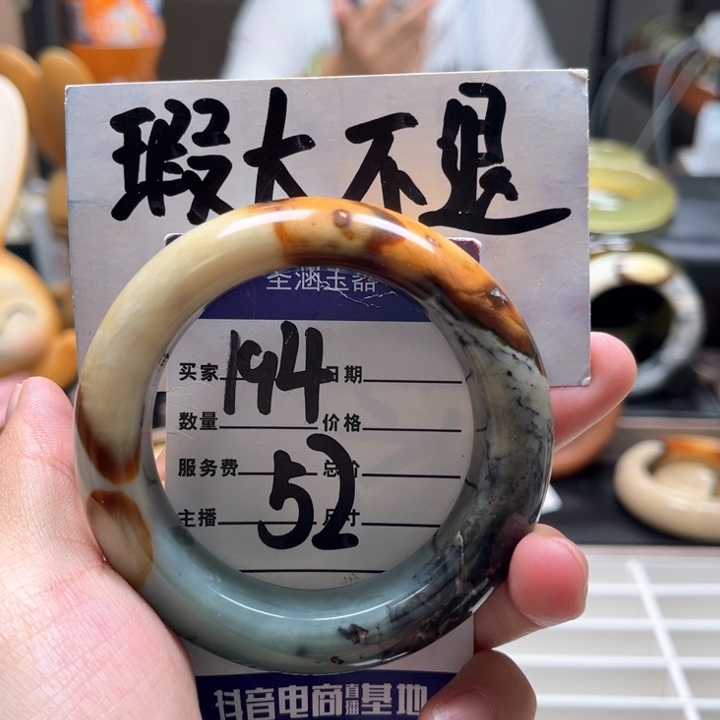 瑕大不退
圣涵玉器
买家 194 日期
数量 价格
服务费 总价
52
主播 尺寸
抖音电商直播基地